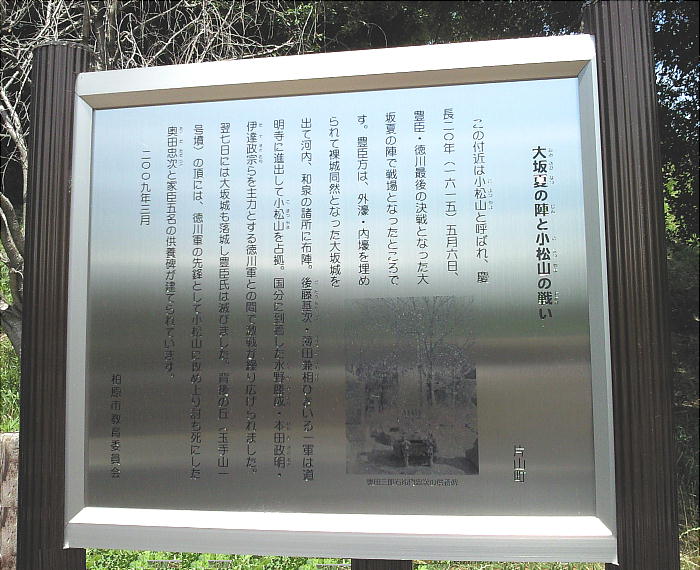 大坂夏の陣と小松山の戦い
片山町
この付近は小松山と呼ばれ、慶
長二〇年（一六一五）五月六日、
豊臣・徳川最後の決戦となった大
坂夏の陣で戦場となったところで
す。豊臣方は、外濠・内濠を埋め
られて裸城同然となった大坂城を
出て河内、和泉の諸所に布陣。後藤基次・薄田兼相ひきいる一軍は道
明寺に進出して小松山を占拠。国分に到着した水野勝成・本田政明・
伊達政宗らを主力とする徳川軍との間で激戦が繰り広げられました。
翌七日には大坂城も落城し豊臣氏は滅びました。背後の丘（玉手山一
号墳）の頂には、徳川軍の先鋒として小松山に攻め上り討ち死にした
奥田忠次と家臣五名の供養碑が建てられています。
二〇〇九年三月
柏原市教育委員会